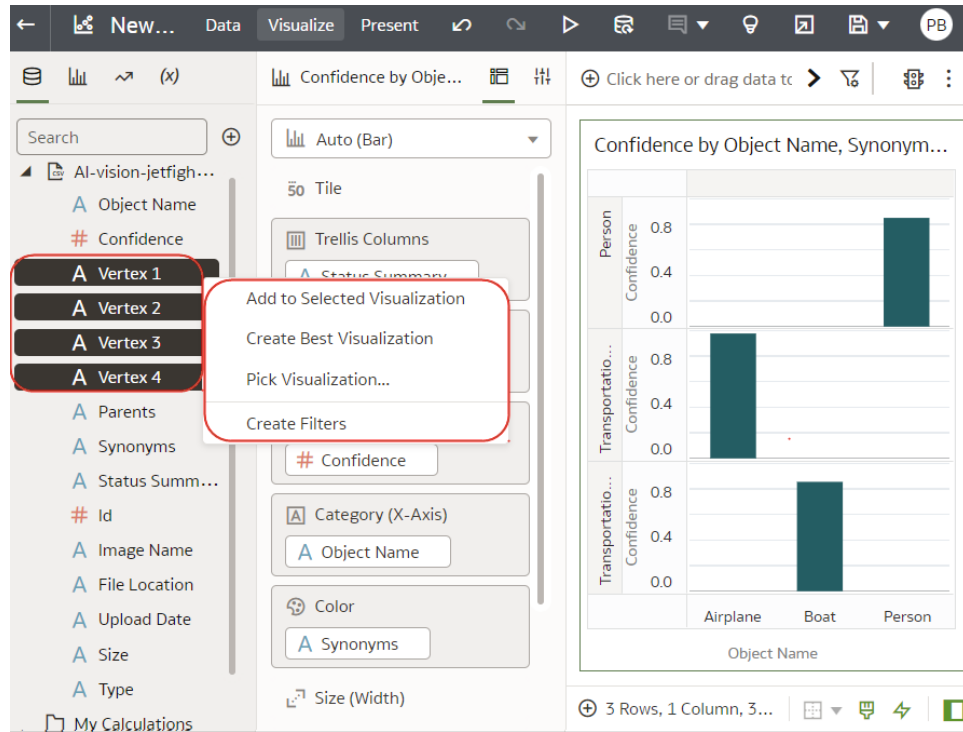 New... Data Visualize Present PB
(x)
Confidence by Obje...
Click here or drag data tc
Search
AI-vision-jetfigh...
A Object Name
# Confidence
A Vertex 1
A Vertex 2
A Vertex 3
A Vertex 4
A Parents
A Synonyms
A Status Summ...
# Id
A Image Name
A File Location
A Upload Date
A Size
A Type
My Calculations
Add to Selected Visualization
Create Best Visualization
Pick Visualization...
Create Filters
Auto (Bar)
50 Tile
Trellis Columns
A Status Summary
# Confidence
A Category (X-Axis)
A Object Name
Color
A Synonyms
Size (Width)
Confidence by Object Name, Synonym...
Person
Confidence
0.8
0.4
0.0
Transportatio...
Confidence
0.8
0.4
0.0
Transportatio...
Confidence
0.8
0.4
0.0
Airplane Boat Person
Object Name
3 Rows, 1 Column, 3...